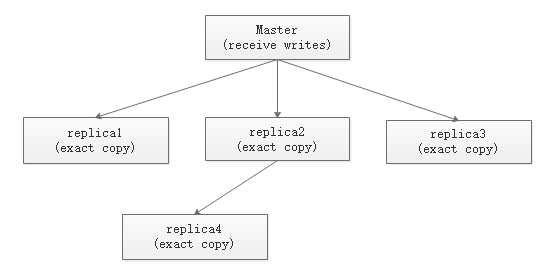 Master
(receive writes)
replica1
(exact copy)
replica2
(exact copy)
replica3
(exact copy)
replica4
(exact copy)